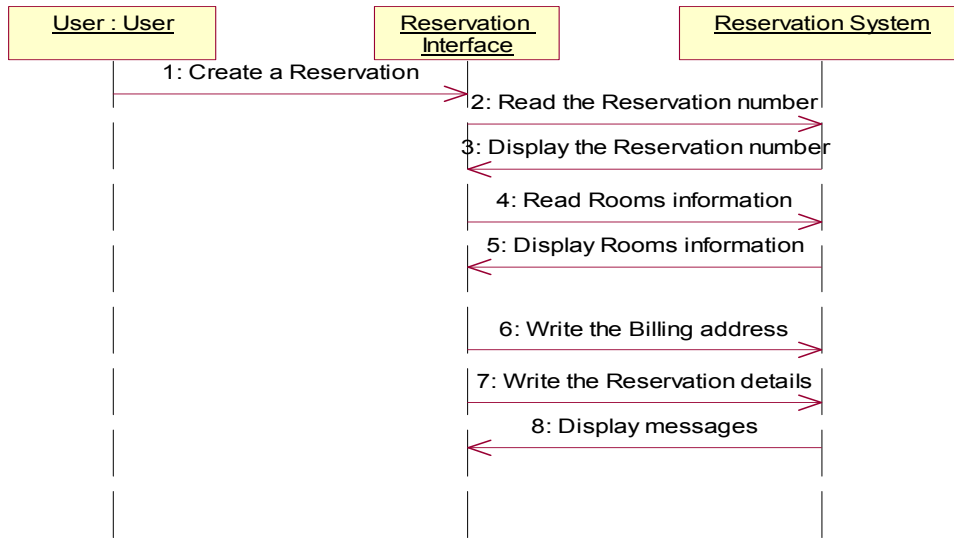 User : User
Reservation
Interface
Reservation System
1: Create a Reservation
2: Read the Reservation number
3: Display the Reservation number
4: Read Rooms information
5: Display Rooms information
6: Write the Billing address
7: Write the Reservation details
8: Display messages